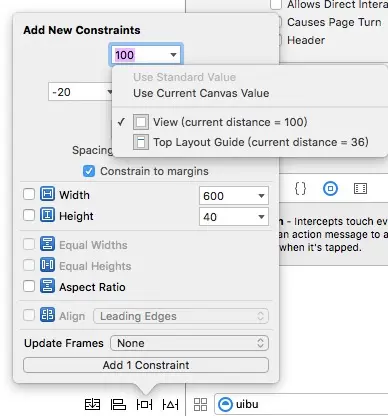 Allows Direct Intera
Causes Page Turn
Header
Add New Constraints
100
Use Standard Value
Use Current Canvas Value
-20
✓ View (current distance = 100)
Top Layout Guide (current distance = 36)
Spacing
Constrain to margins
{ }
Width 600
Height 40
n - Intercepts touch eve
an action message to a
when it's tapped.
Equal Widths
Equal Heights
Aspect Ratio
Align Leading Edges
Update Frames None
Add 1 Constraint
uibu